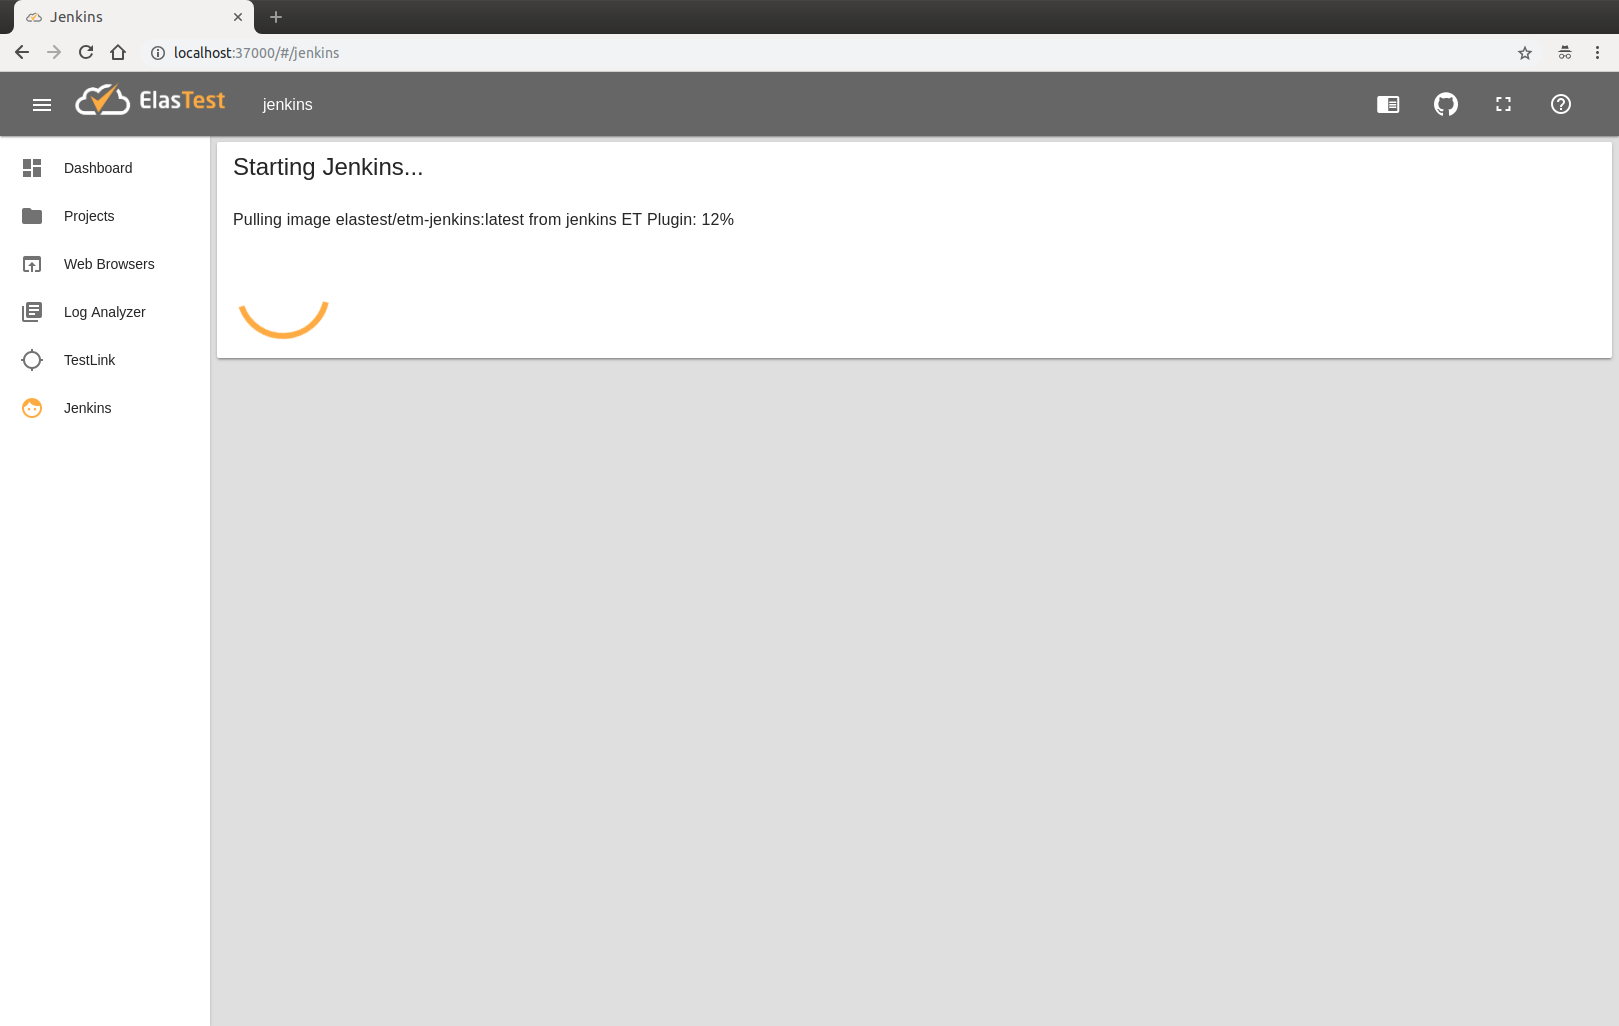 Jenkins
localhost:37000/#/jenkins
ElasTest
jenkins
Dashboard
Projects
Web Browsers
Log Analyzer
TestLink
Jenkins
Starting Jenkins...
Pulling image elastest/etm-jenkins:latest from jenkins ET Plugin: 12%